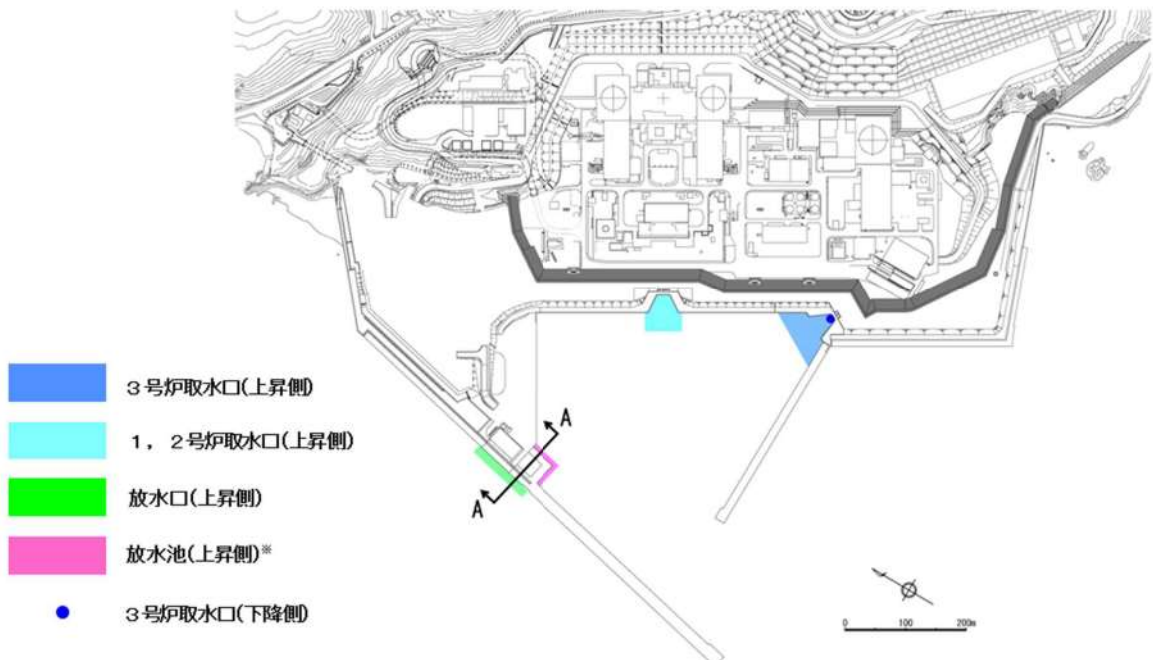 3号炉取水口(上昇側)
1，2号炉取水口(上昇側)
放水口(上昇側)
放水池(上昇側)※
3号炉取水口(下降側)
A
A
0 100 200m